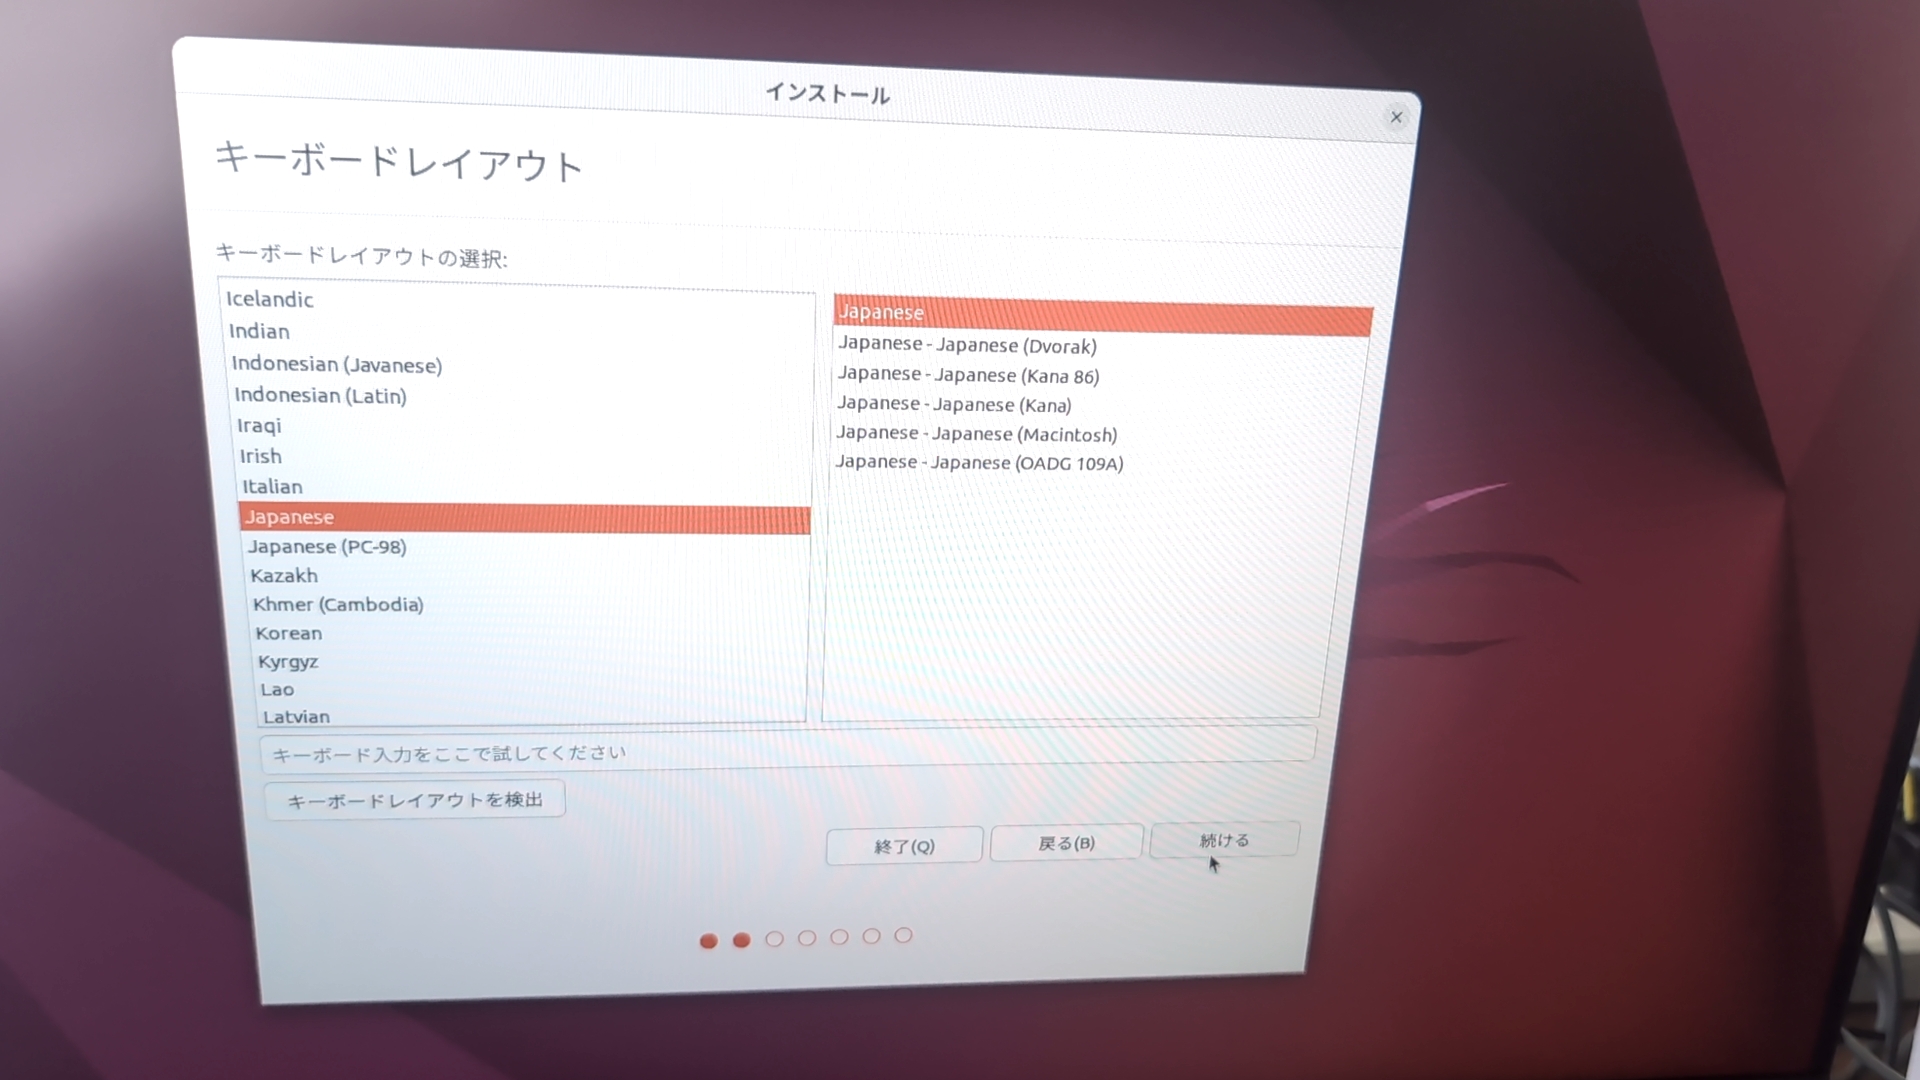 インストール
キーボードレイアウト
キーボードレイアウトの選択:
Icelandic
Indian
Indonesian (Javanese)
Indonesian (Latin)
Iraqi
Irish
Italian
Japanese
Japanese (PC-98)
Kazakh
Khmer (Cambodia)
Korean
Kyrgyz
Lao
Latvian
Japanese
Japanese - Japanese (Dvorak)
Japanese - Japanese (Kana 86)
Japanese - Japanese (Kana)
Japanese - Japanese (Macintosh)
Japanese - Japanese (OADG 109A)
キーボード入力をここで試してください
キーボードレイアウトを検出
終了(Q)
戻る(B)
続ける